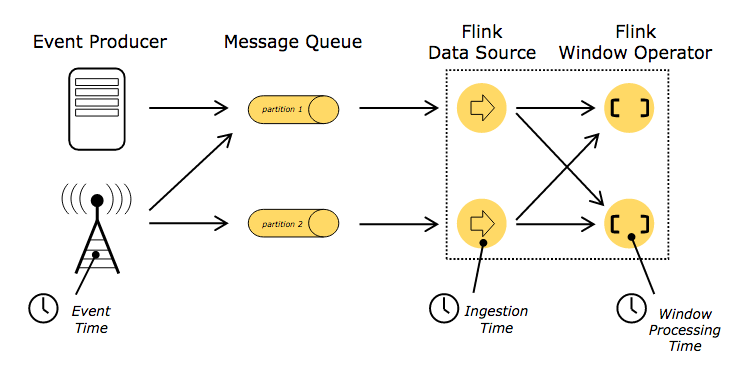 Event Producer
Message Queue
Flink
Data Source
Flink
Window Operator
partition 1
partition 2
Event
Time
Ingestion
Time
Window
Processing
Time